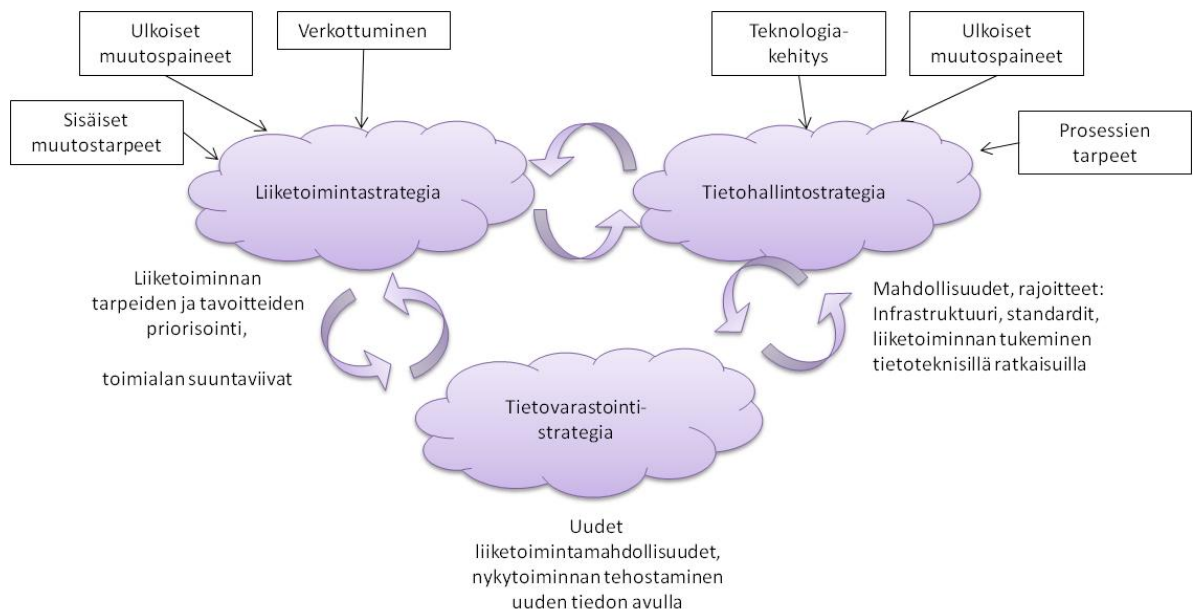 Ulkoiset
muutospaineet
Verkottuminen
Teknologia-
kehitys
Ulkoiset
muutospaineet
Sisäiset
muutostarpeet
Prosessien
tarpeet
Liiketoimintastrategia
Tietohallintostrategia
Liiketoiminnan
tarpeiden ja tavoitteiden
priorisointi,
toimialan suuntaviivat
Mahdollisuudet, rajoitteet:
Infrastruktuuri, standardit,
liiketoiminnan tukeminen
tietoteknisillä ratkaisuilla
Tietovarastointi-
strategia
Uudet
liiketoimintamahdollisuudet,
nykytoiminnan tehostaminen
uuden tiedon avulla